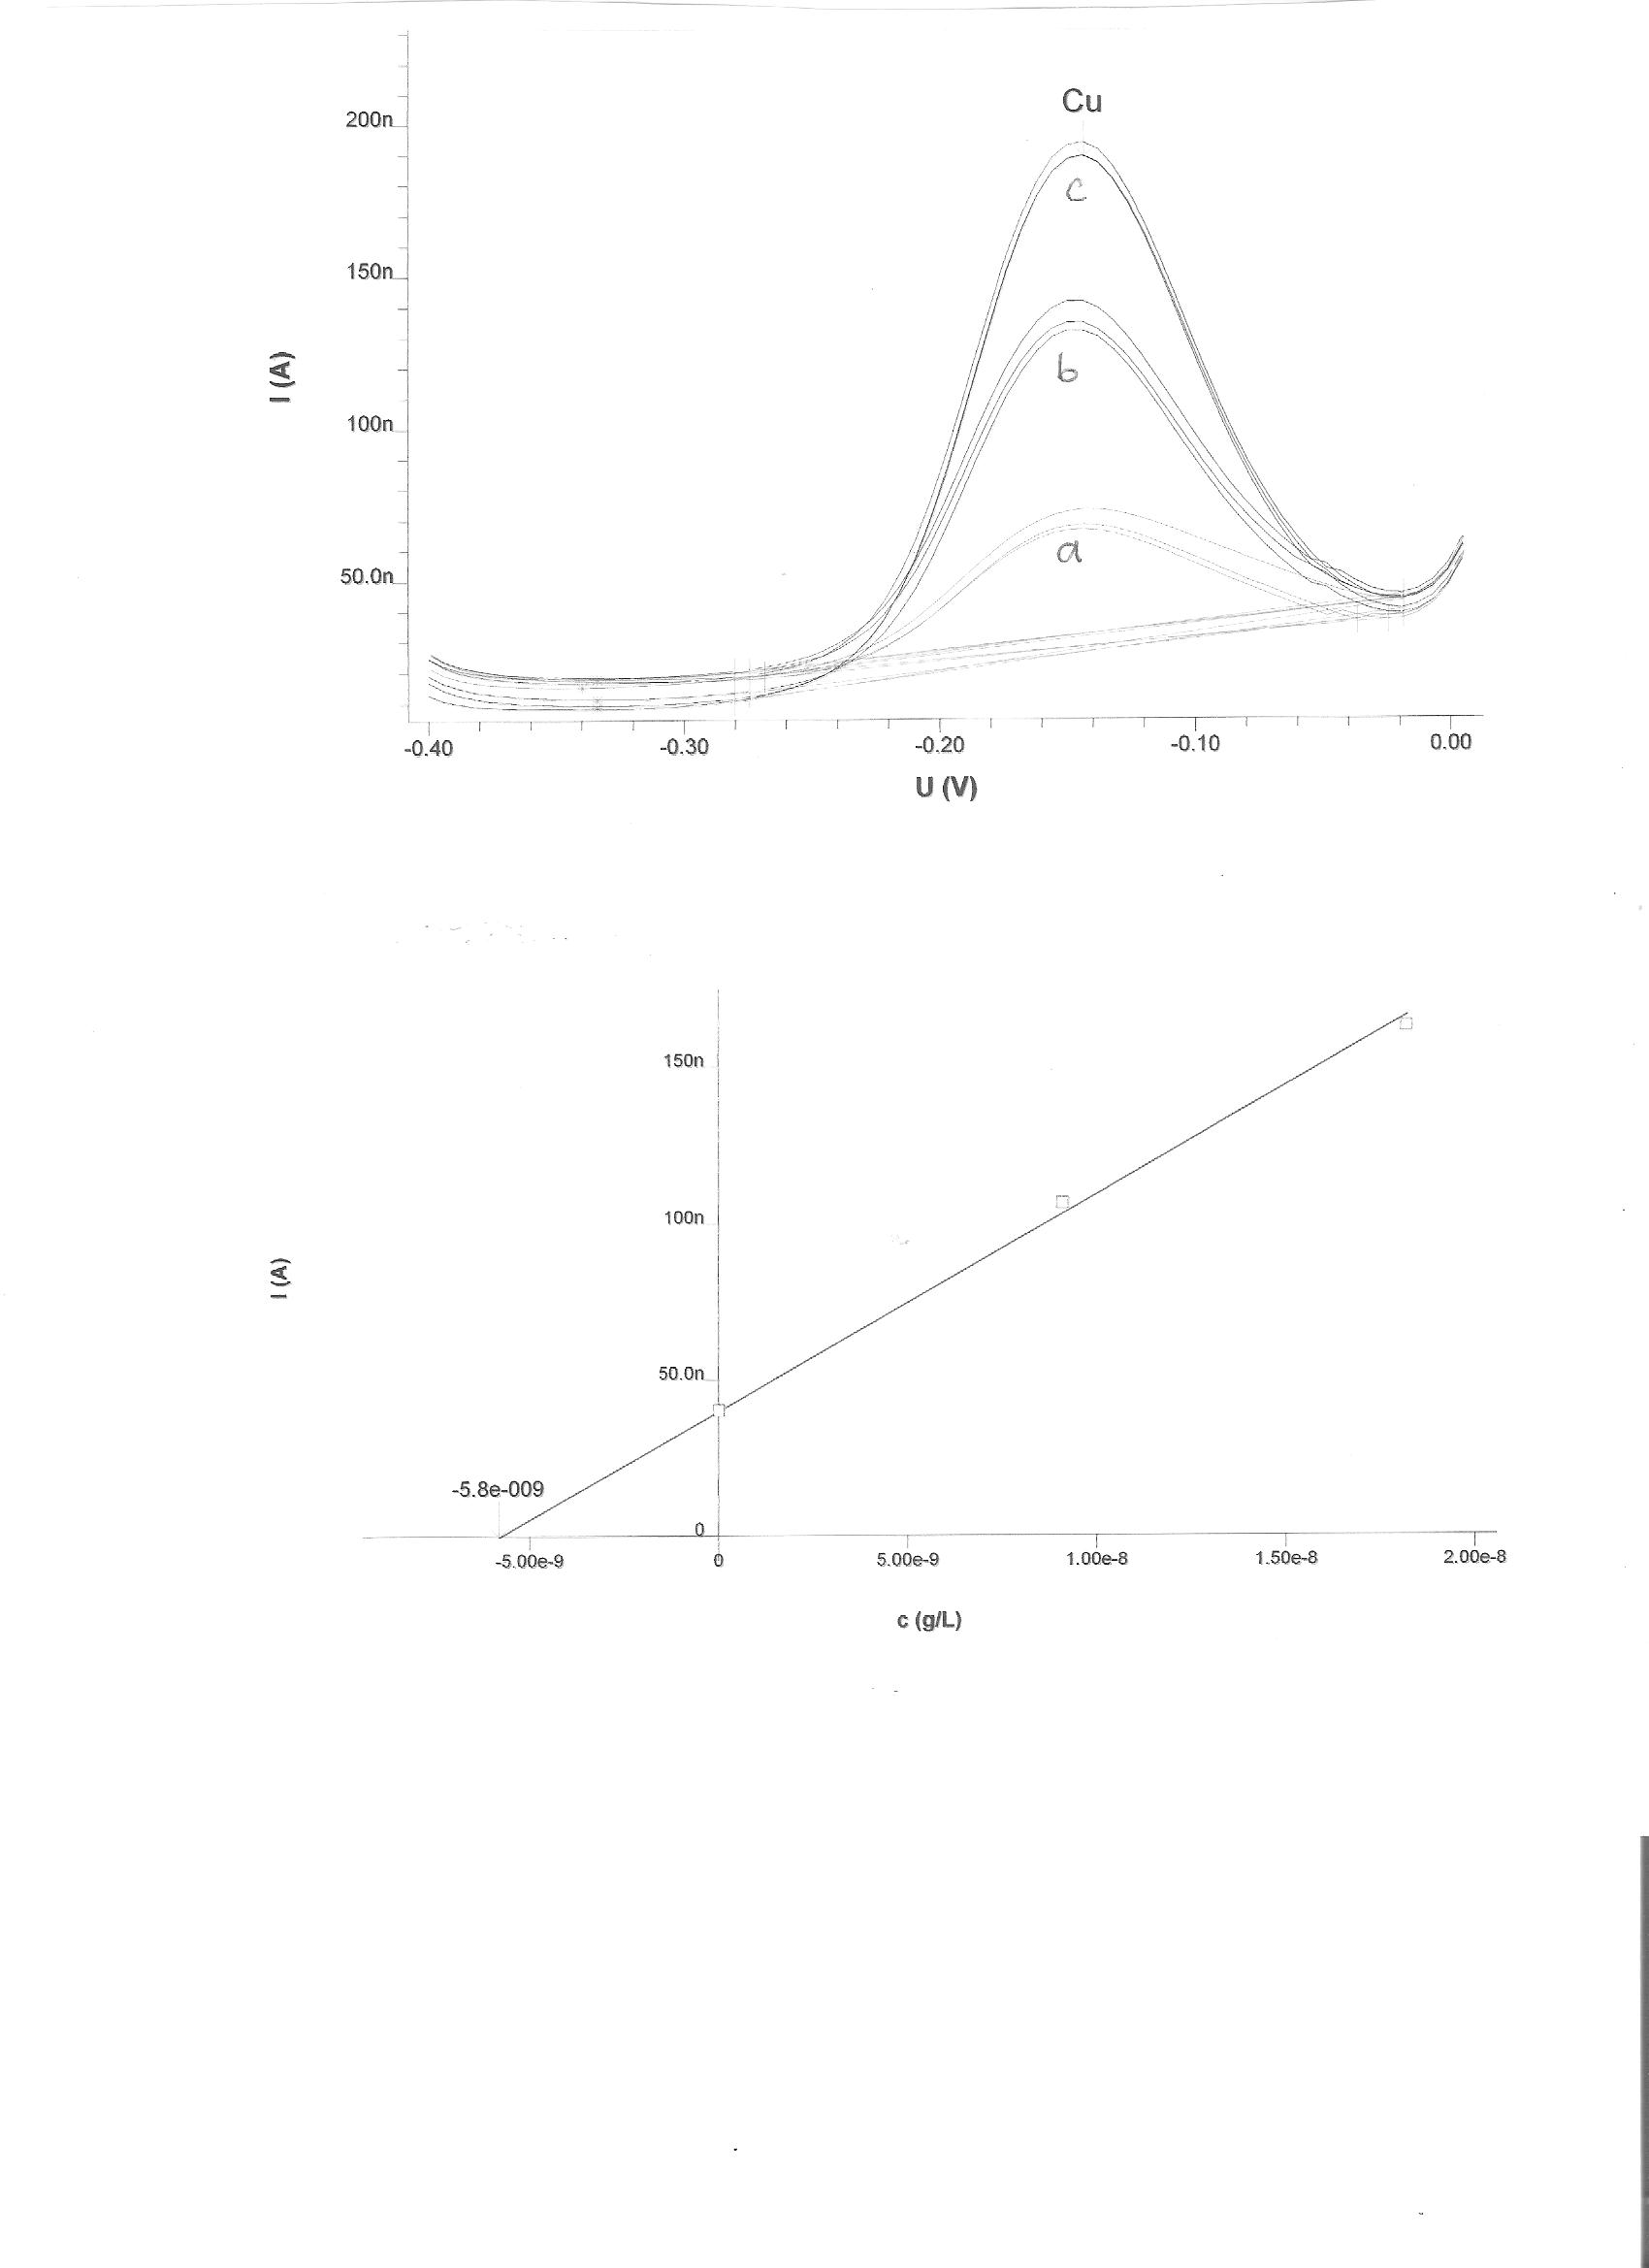 Cu
200n
c
150n
I (A)
b
100n
a
50.0n
-0.40 -0.30 -0.20 -0.10 0.00
U (V)
150n
100n
I (A)
50.0n
-5.8e-009
0
-5.00e-9 0 5.00e-9 1.00e-8 1.50e-8 2.00e-8
c (g/L)